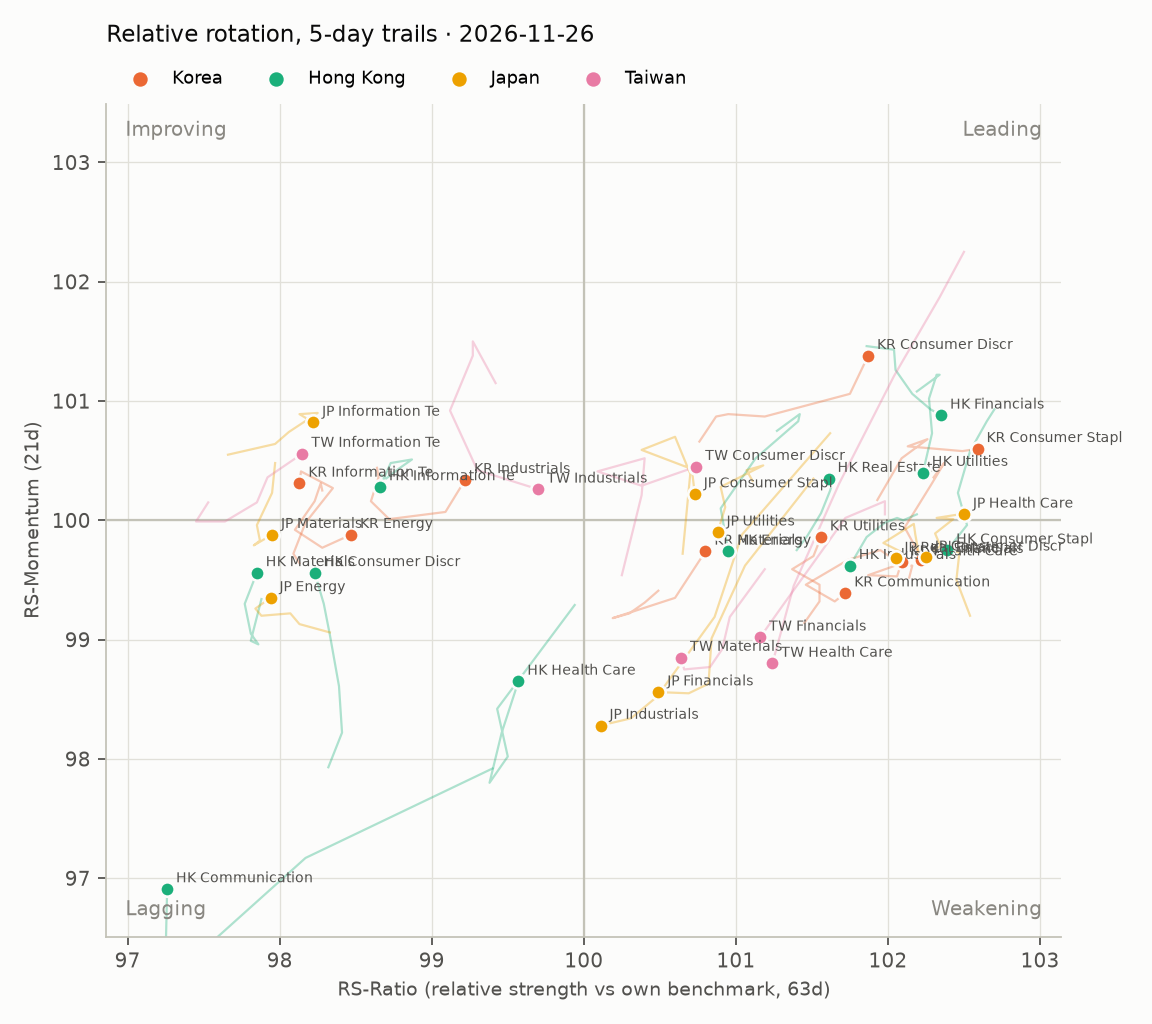 Relative rotation, 5-day trails · 2026-11-26
Korea
Hong Kong
Japan
Taiwan
Improving
Leading
103
102
101
100
99
98
97
RS-Momentum (21d)
KR Consumer Discr
JP Information Te
HK Financials
TW Information Te
KR Consumer Stapl
TW Consumer Discr
KR Information Te
HK Information Te
KR Industrials
TW Industrials
HK Real Estate
HK Utilities
JP Consumer Stapl
JP Health Care
JP Materials
KR Energy
JP Utilities
KR Utilities
KR Materials
HK Energy
HK Consumer Stapl
HK Materials
HK Consumer Discr
HK Industrials
JP Energy
KR Communication
TW Financials
TW Materials
TW Health Care
HK Health Care
JP Financials
JP Industrials
HK Communication
Lagging
Weakening
97
98
99
100
101
102
103
RS-Ratio (relative strength vs own benchmark, 63d)